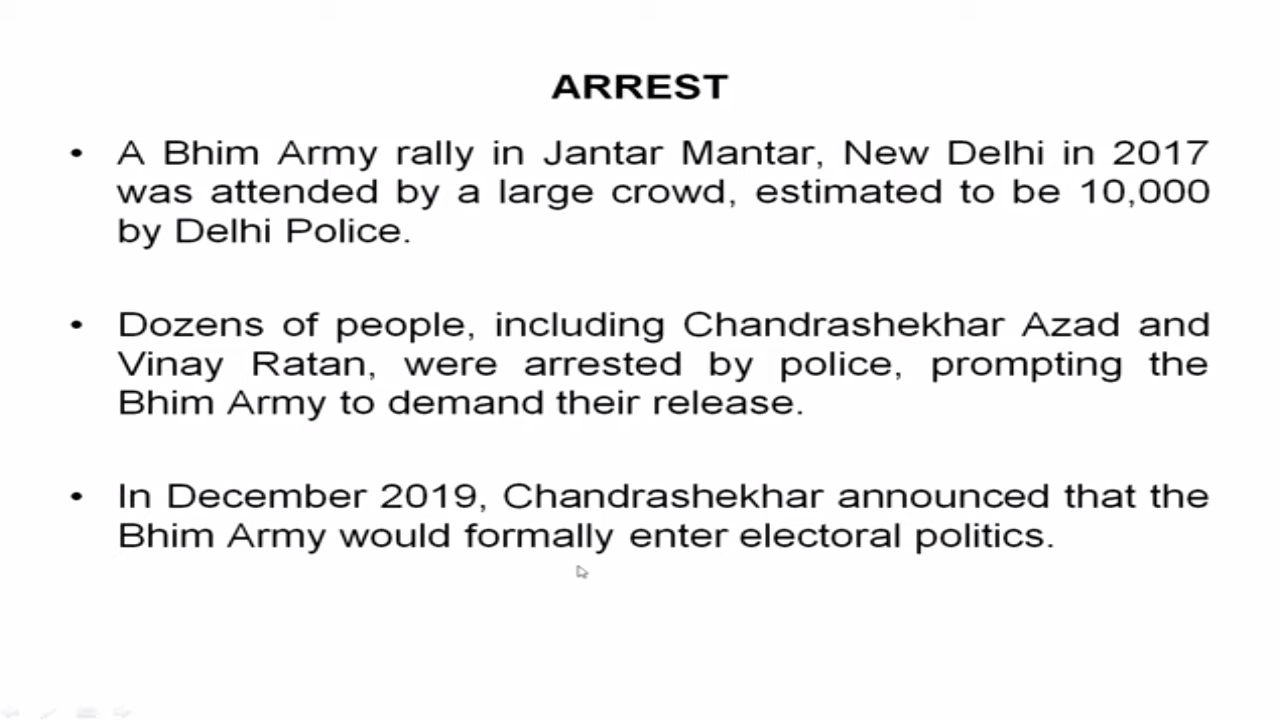 ARREST
• A Bhim Army rally in Jantar Mantar, New Delhi in 2017
was attended by a large crowd, estimated to be 10,000
by Delhi Police.
• Dozens of people, including Chandrashekhar Azad and
Vinay Ratan, were arrested by police, prompting the
Bhim Army to demand their release.
• In December 2019, Chandrashekhar announced that the
Bhim Army would formally enter electoral politics.